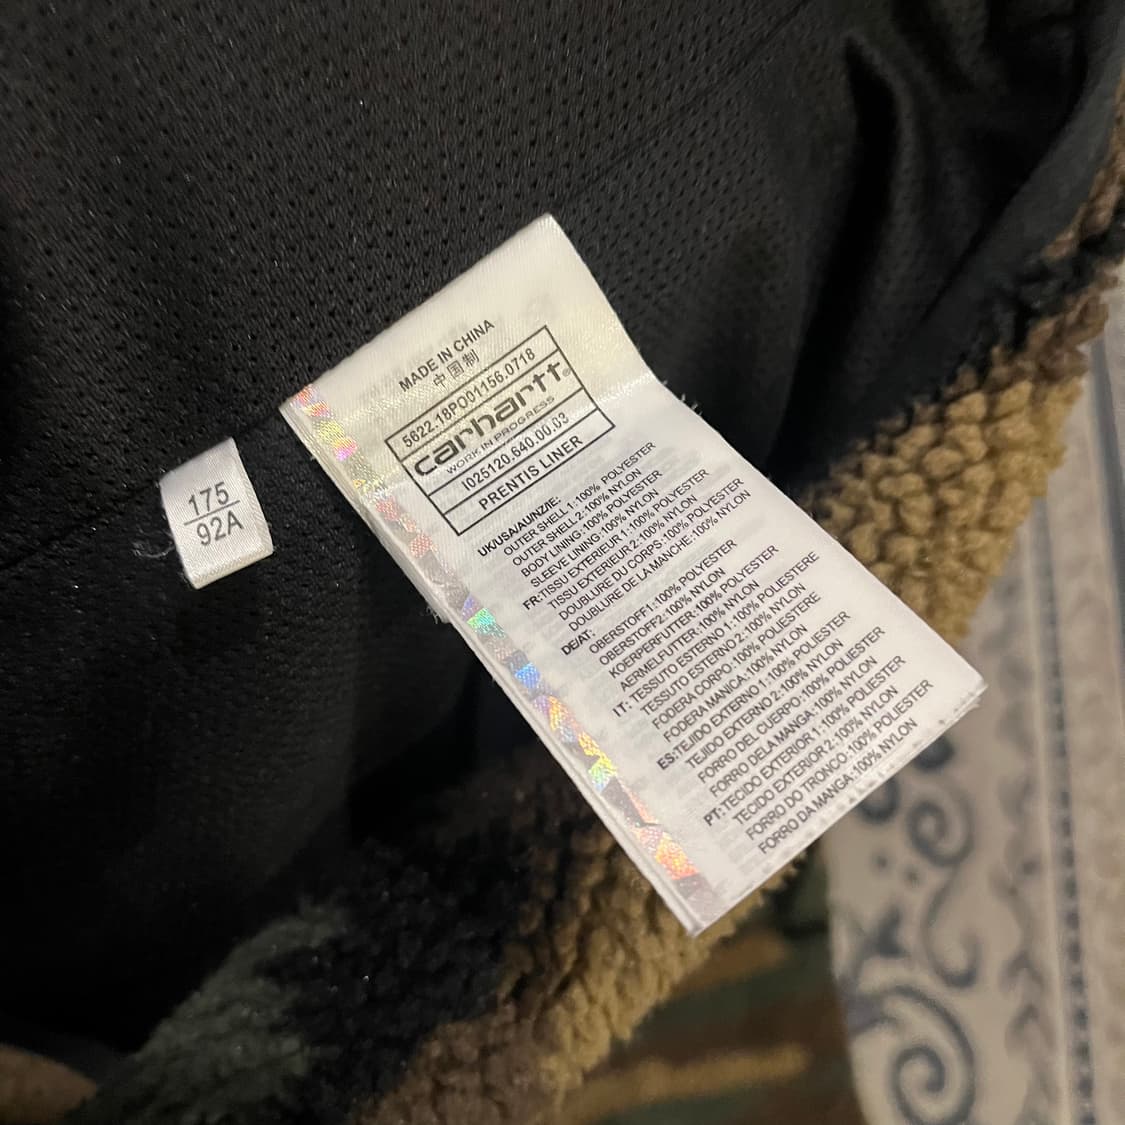 175
92A
MADE IN CHINA
中国制
5622.18PO01156.0718
carhartt®
WORK IN PROGRESS
I025120.640.00.03
PRENTIS LINER
UK/USA/AU/NZ/IE:
OUTER SHELL 1:100% POLYESTER
OUTER SHELL 2:100% NYLON
BODY LINING:100% POLYESTER
SLEEVE LINING:100% NYLON
FR:TISSU EXTERIEUR 1:100% POLYESTER
TISSU EXTERIEUR 2:100% NYLON
DOUBLURE DU CORPS:100% POLYESTER
DOUBLURE DE LA MANCHE:100% NYLON
DE/AT:
OBERSTOFF1:100% POLYESTER
OBERSTOFF2:100% NYLON
KOERPERFUTTER:100% POLYESTER
AERMELFUTTER:100% NYLON
IT: TESSUTO ESTERNO 1:100% POLIESTERE
TESSUTO ESTERNO 2:100% NYLON
FODERA CORPO:100% POLIESTERE
FODERA MANICA:100% NYLON
ES:TEJIDO EXTERNO 1:100% POLIESTER
TEJIDO EXTERNO 2:100% NYLON
FORRO DEL CUERPO:100% POLIESTER
FORRO DELA MANGA:100% NYLON
PT:TECIDO EXTERIOR 1:100% POLIESTER
TECIDO EXTERIOR 2:100% NYLON
FORRO DO TRONCO:100% POLIESTER
FORRO DA MANGA:100% NYLON